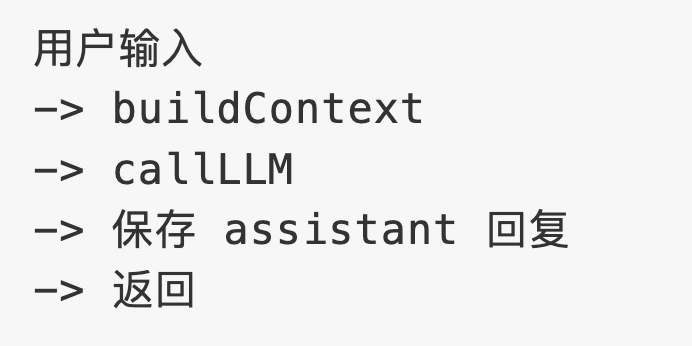 用户输入
-> buildContext
-> callLLM
-> 保存 assistant 回复
-> 返回